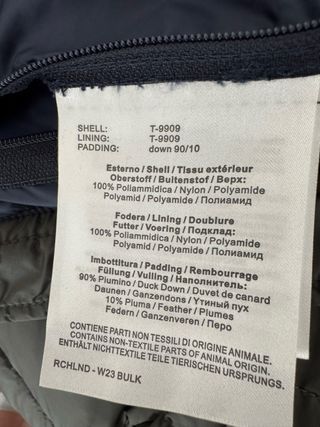 SHELL: T-9909
LINING: T-9909
PADDING: down 90/10
Esterno / Shell / Tissu extérieur
Oberstoff / Buitenstof / Верх:
100% Poliammidica / Nylon / Polyamide
Polyamid / Polyamide / Полиамид
Fodera / Lining / Doublure
Futter / Voering / Подклад:
100% Poliammidica / Nylon / Polyamide
Polyamid / Polyamide / Полиамид
Imbottitura / Padding / Rembourrage
Füllung / Vulling / Наполнитель:
90% Piumino / Duck Down / Duvet de canard
Daunen / Ganzendons / Утиный пух
10% Piuma / Feather / Plumes
Federn / Ganzenveren / Перо
CONTIENE PARTI NON TESSILI DI ORIGINE ANIMALE.
CONTAINS NON-TEXTILE PARTS OF ANIMAL ORIGIN.
ENTHÄLT NICHTTEXTILE TEILE TIERISCHEN URSPRUNGS.
RCHLND - W23 BULK